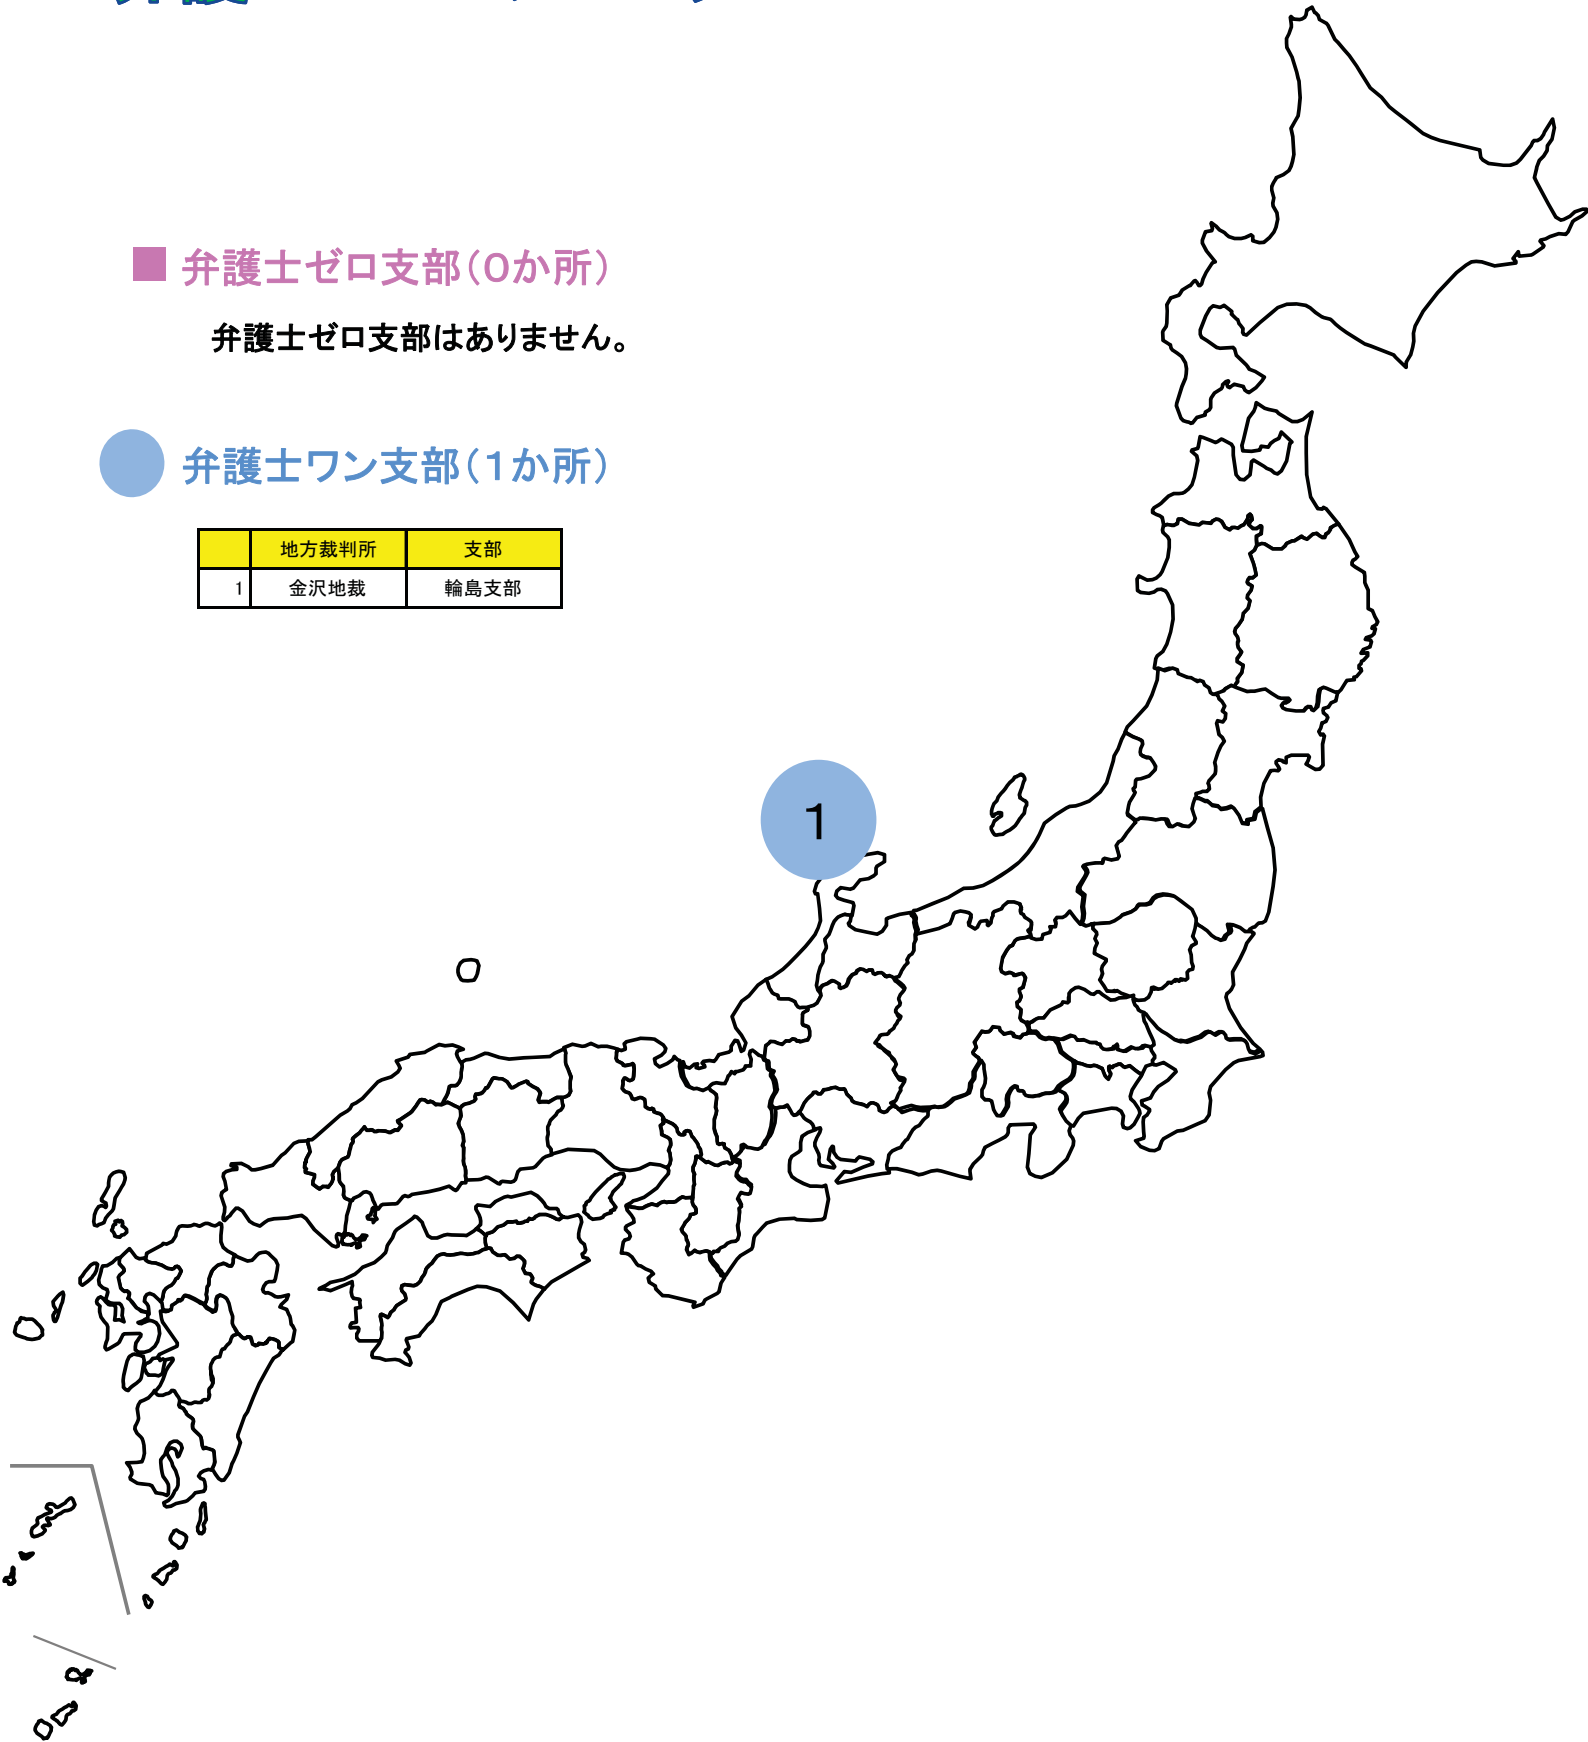 弁護士ゼロ支部（０か所）
弁護士ゼロ支部はありません。
弁護士ワン支部（１か所）
地方裁判所 支部
1 金沢地裁 輪島支部
1